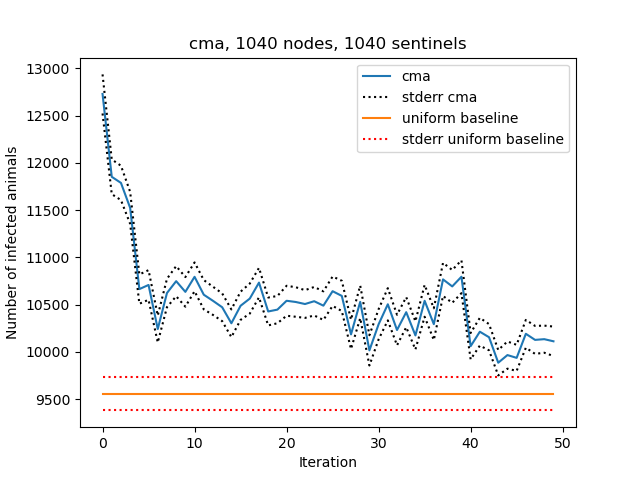 cma, 1040 nodes, 1040 sentinels
13000
12500
12000
11500
11000
10500
10000
9500
Number of infected animals
cma
stderr cma
uniform baseline
stderr uniform baseline
0 10 20 30 40 50
Iteration